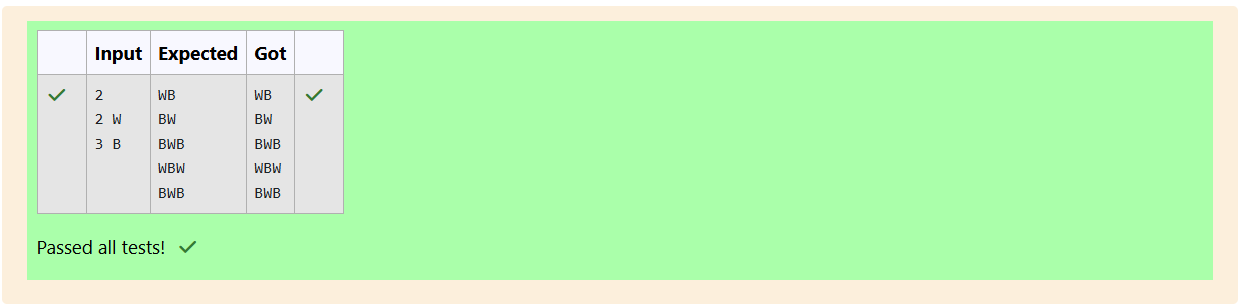 Input Expected Got
2 WB WB
2 W BW BW
3 B BWB BWB
WBW WBW
BWB BWB
Passed all tests!